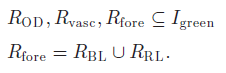 R_OD, R_vasc, R_fore ⊆ I_green
R_fore = R_BL ∪ R_RL.